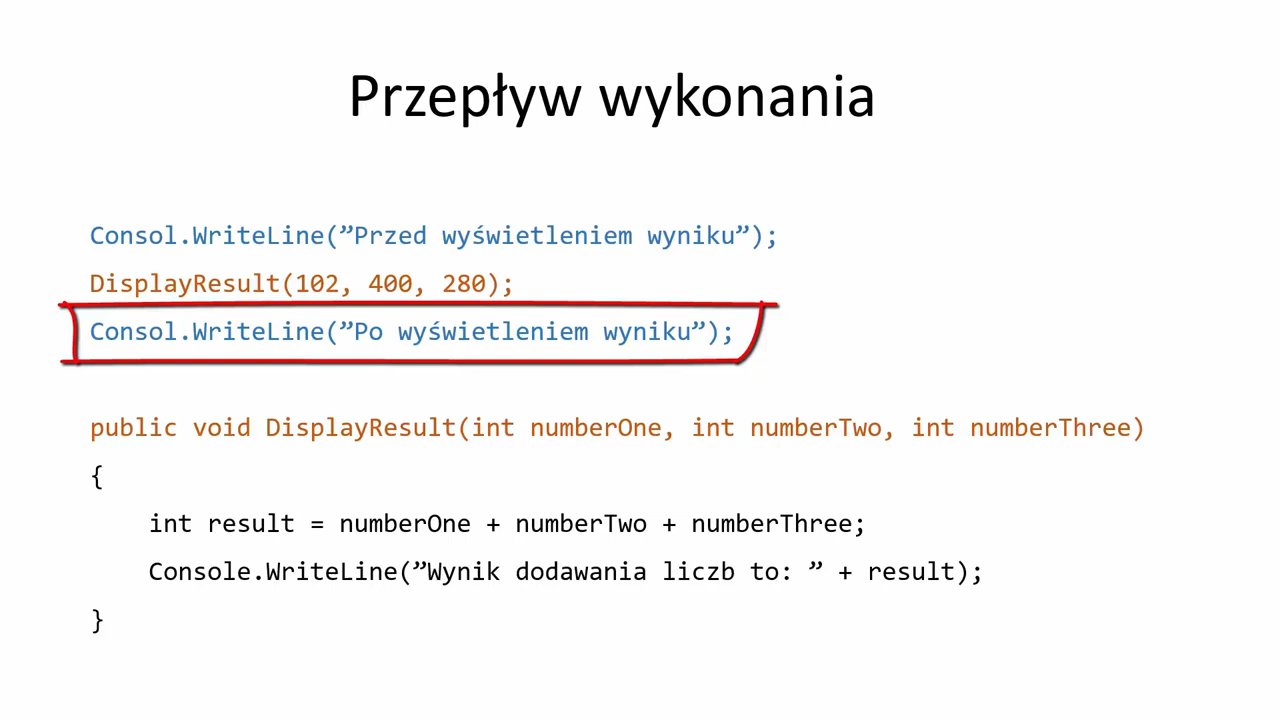 Przepływ wykonania
Consol.WriteLine(”Przed wyświetleniem wyniku”);
DisplayResult(102, 400, 280);
Consol.WriteLine(”Po wyświetleniem wyniku”);
public void DisplayResult(int numberOne, int numberTwo, int numberThree)
{
    int result = numberOne + numberTwo + numberThree;
    Console.WriteLine(”Wynik dodawania liczb to: ” + result);
}